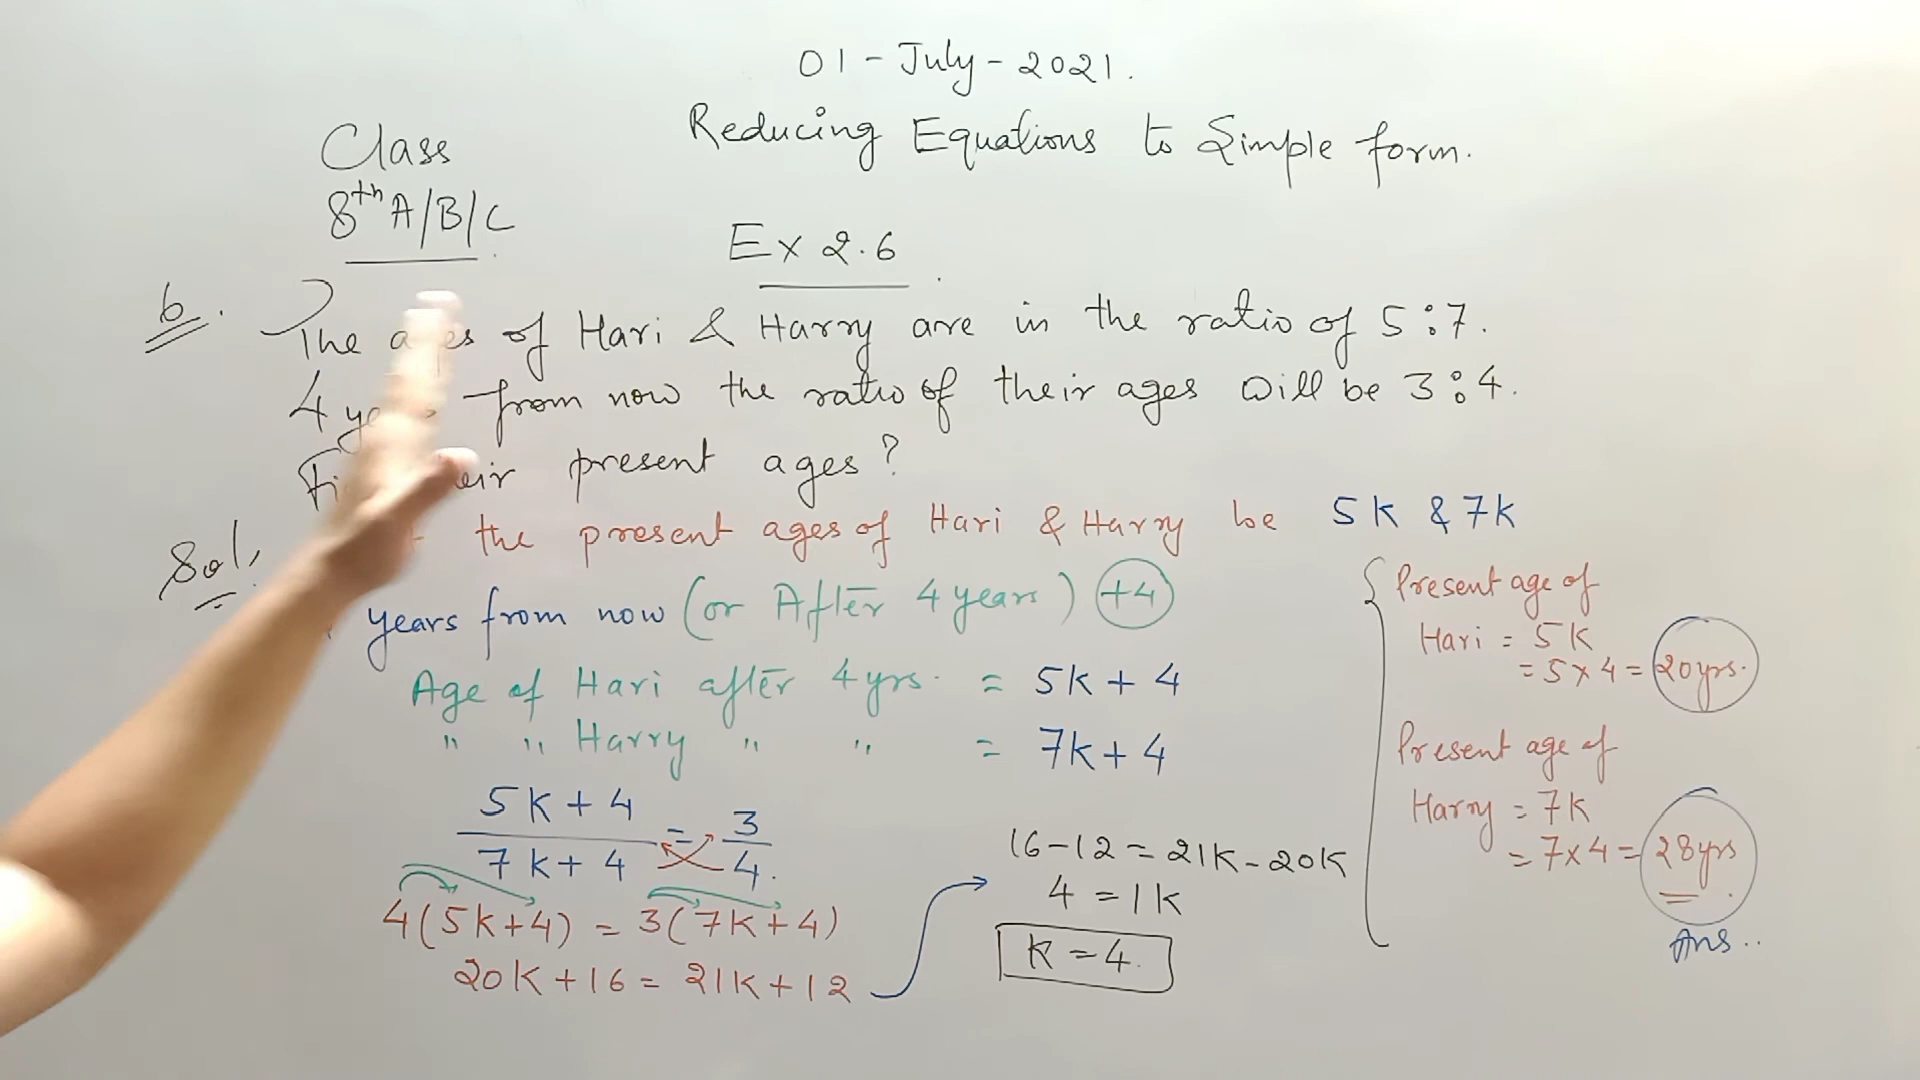 01-July-2021.
Reducing Equations to Simple form.
Class
8th A/B/C
Ex 2.6
6. The ages of Hari & Harry are in the ratio of 5:7.
4 from now the ratio of their ages will be 3:4.
present ages?
Sol. the present ages of Hari & Harry be 5k & 7k
years from now (or After 4 years) +4
Age of Hari after 4 yrs. = 5k+4
" " Harry " " = 7k+4
5k+4
7k+4
=
3
4.
4(5k+4) = 3(7k+4)
20k+16 = 21k+12
16-12 = 21k-20k
4 = 1k
k = 4.
Present age of
Hari = 5k
= 5×4 = 20yrs.
Present age of
Harry = 7k
= 7×4 = 28yrs
Ans..